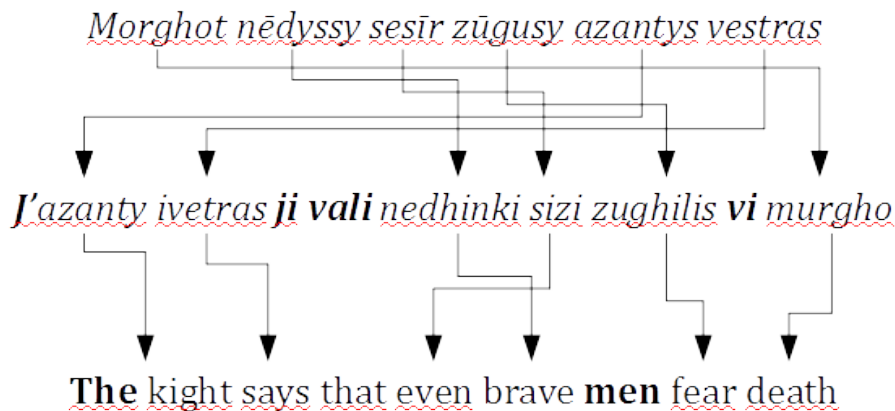 Morghot nēdyssy sesīr zūgusy azantys vestras
J'azanty ivetras ji vali nedhinki sizi zughilis vi murgho
The kight says that even brave men fear death